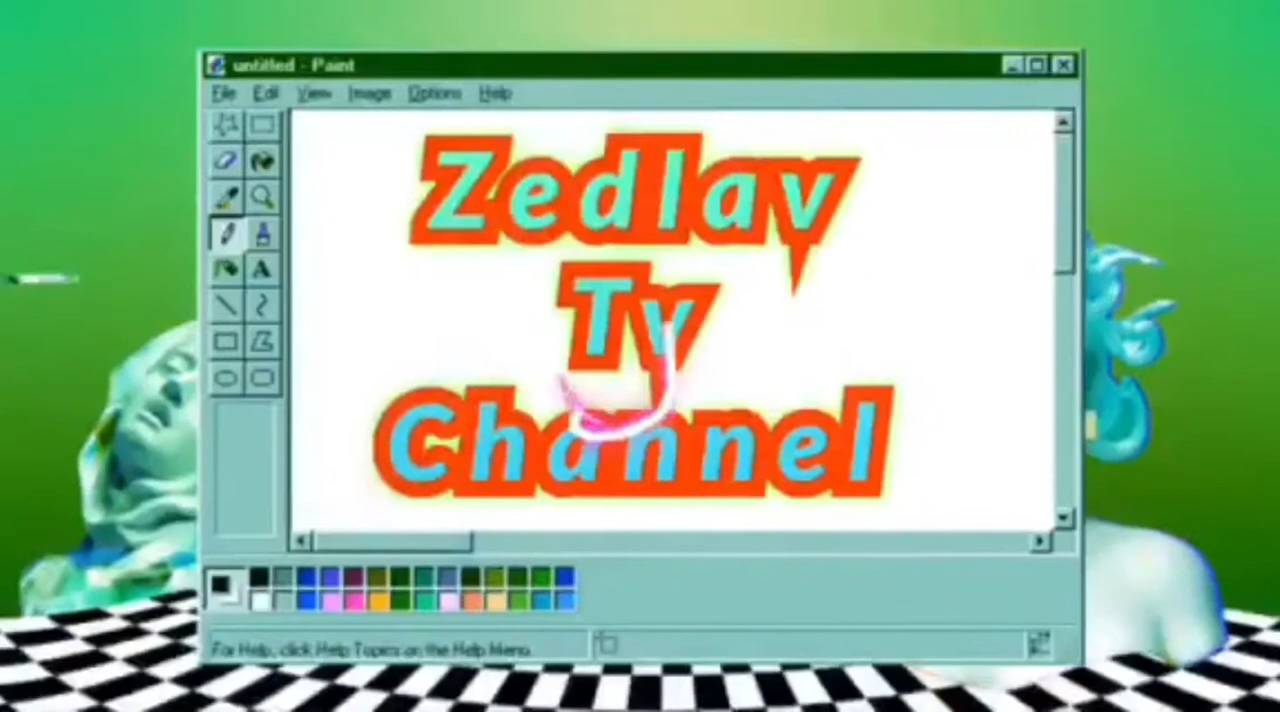 untitled - Paint
File Edit View Image Options Help
A
Zedlav
Tv
Channel
For Help, click Help Topics on the Help Menu.